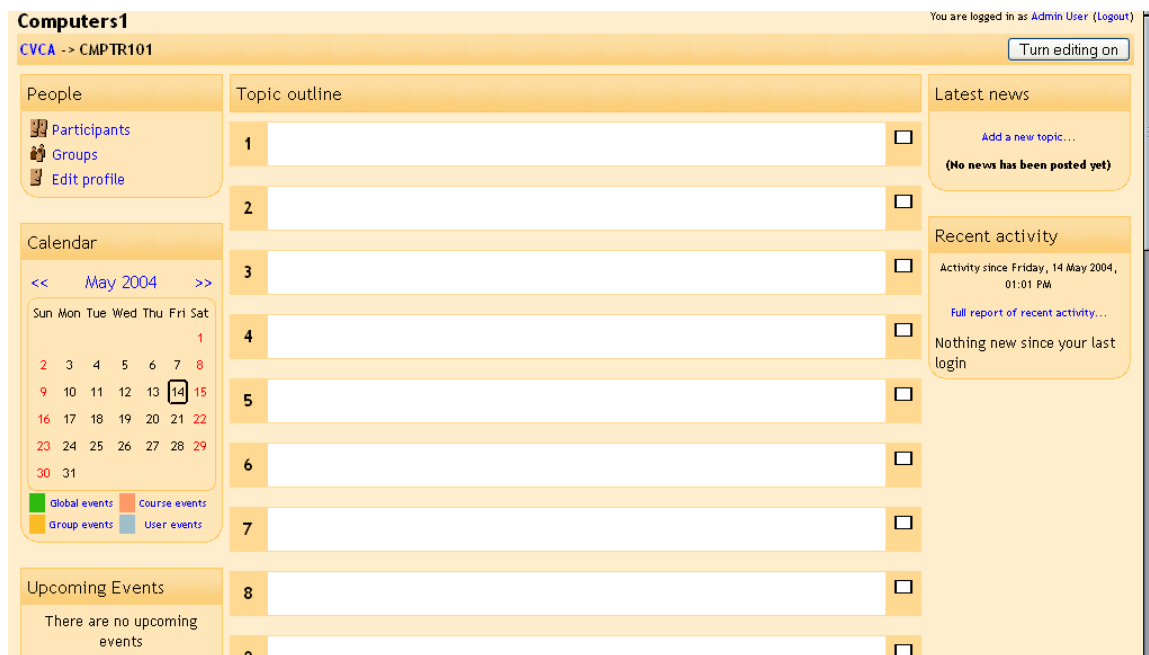 Computers1
You are logged in as Admin User (Logout)
CVCA -> CMPTR101
Turn editing on
People
Participants
Groups
Edit profile
Calendar
<< May 2004 >>
Sun Mon Tue Wed Thu Fri Sat
1
2 3 4 5 6 7 8
9 10 11 12 13 14 15
16 17 18 19 20 21 22
23 24 25 26 27 28 29
30 31
Global events Course events
Group events User events
Upcoming Events
There are no upcoming
events
Topic outline
1
2
3
4
5
6
7
8
Latest news
Add a new topic...
(No news has been posted yet)
Recent activity
Activity since Friday, 14 May 2004,
01:01 PM
Full report of recent activity...
Nothing new since your last
login